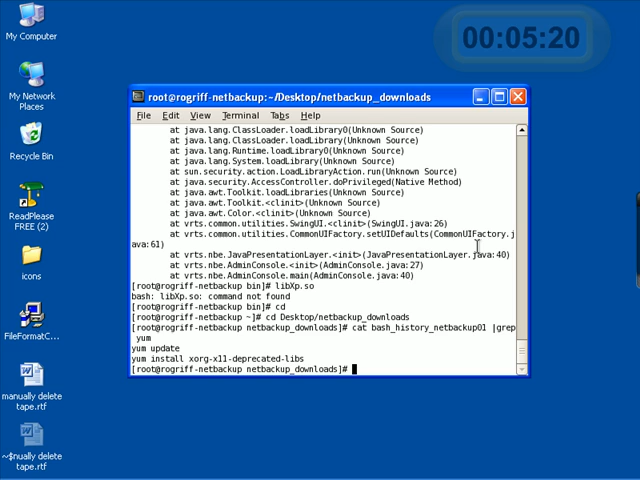 My Computer
My Network
Places
Recycle Bin
ReadPlease
FREE (2)
icons
FileFormatC...
manually delete
tape.rtf
~$nually delete
tape.rtf
00:05:20
root@rogriff-netbackup:~/Desktop/netbackup_downloads
File Edit View Terminal Tabs Help
at java.lang.ClassLoader.loadLibrary0(Unknown Source)
at java.lang.ClassLoader.loadLibrary(Unknown Source)
at java.lang.Runtime.loadLibrary0(Unknown Source)
at java.lang.System.loadLibrary(Unknown Source)
at sun.security.action.LoadLibraryAction.run(Unknown Source)
at java.security.AccessController.doPrivileged(Native Method)
at java.awt.Toolkit.loadLibraries(Unknown Source)
at java.awt.Toolkit.<clinit>(Unknown Source)
at java.awt.Color.<clinit>(Unknown Source)
at vrts.common.utilities.SwingUI.<clinit>(SwingUI.java:26)
at vrts.common.utilities.CommonUIFactory.setUIDefaults(CommonUIFactory.j
ava:61)
at vrts.nbe.JavaPresentationLayer.<init>(JavaPresentationLayer.java:40)
at vrts.nbe.AdminConsole.<init>(AdminConsole.java:27)
at vrts.nbe.AdminConsole.main(AdminConsole.java:40)
[root@rogriff-netbackup bin]# libXp.so
bash: libXp.so: command not found
[root@rogriff-netbackup bin]# cd
[root@rogriff-netbackup ~]# cd Desktop/netbackup_downloads
[root@rogriff-netbackup netbackup_downloads]# cat bash_history_netbackup01 |grep
yum
yum update
yum install xorg-x11-deprecated-libs
[root@rogriff-netbackup netbackup_downloads]#